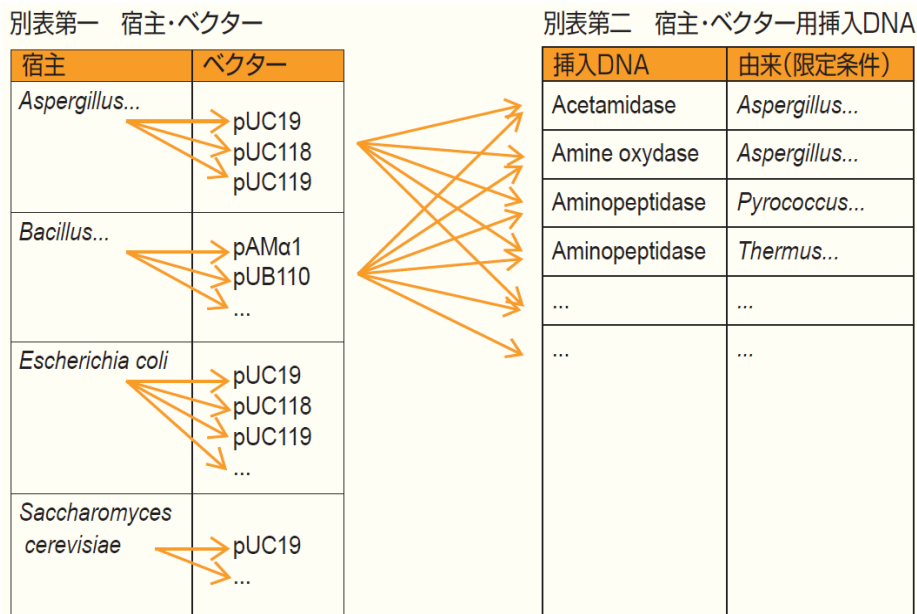 別表第一　宿主・ベクター
宿主
ベクター
Aspergillus...
pUC19
pUC118
pUC119
Bacillus...
pAMα1
pUB110
...
Escherichia coli
pUC19
pUC118
pUC119
...
Saccharomyces
cerevisiae
pUC19
...
別表第二　宿主・ベクター用挿入DNA
挿入DNA
由来(限定条件)
Acetamidase
Aspergillus...
Amine oxydase
Aspergillus...
Aminopeptidase
Pyrococcus...
Aminopeptidase
Thermus...
...
...
...
...